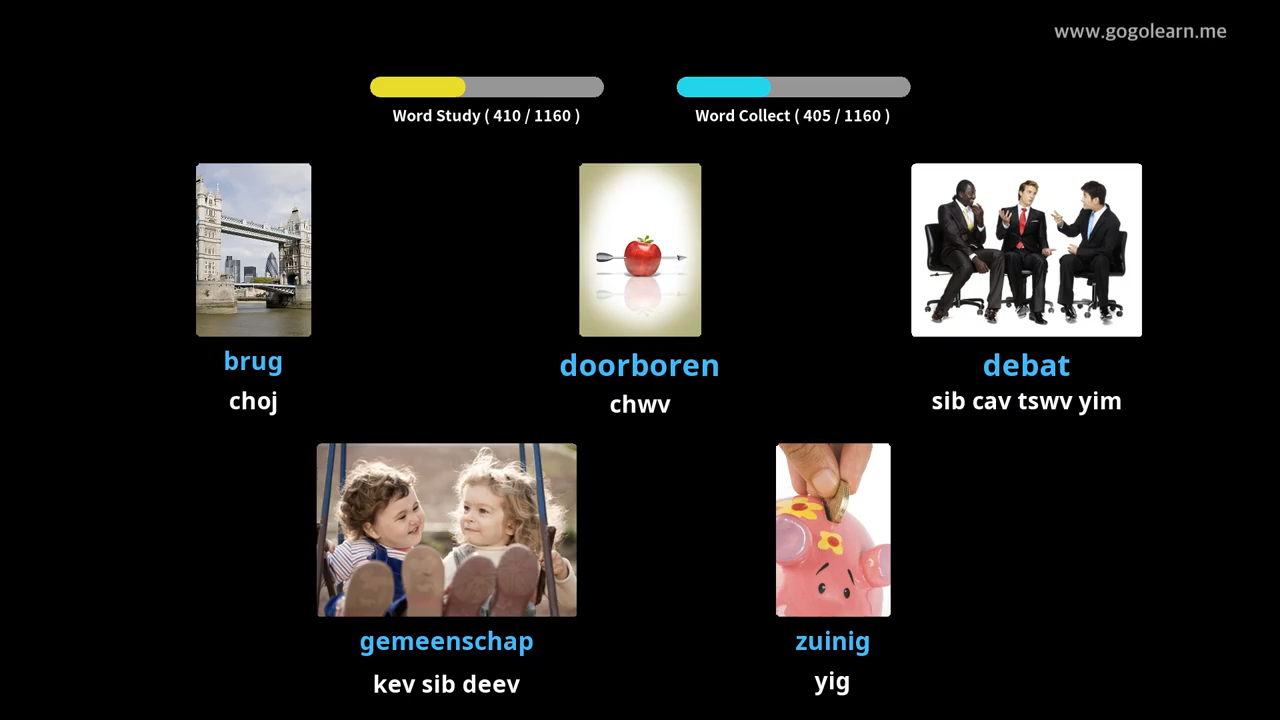 www.gogolearn.me
Word Study ( 410 / 1160 )
Word Collect ( 405 / 1160 )
brug
choj
doorboren
chwv
debat
sib cav tswv yim
gemeenschap
kev sib deev
zuinig
yig